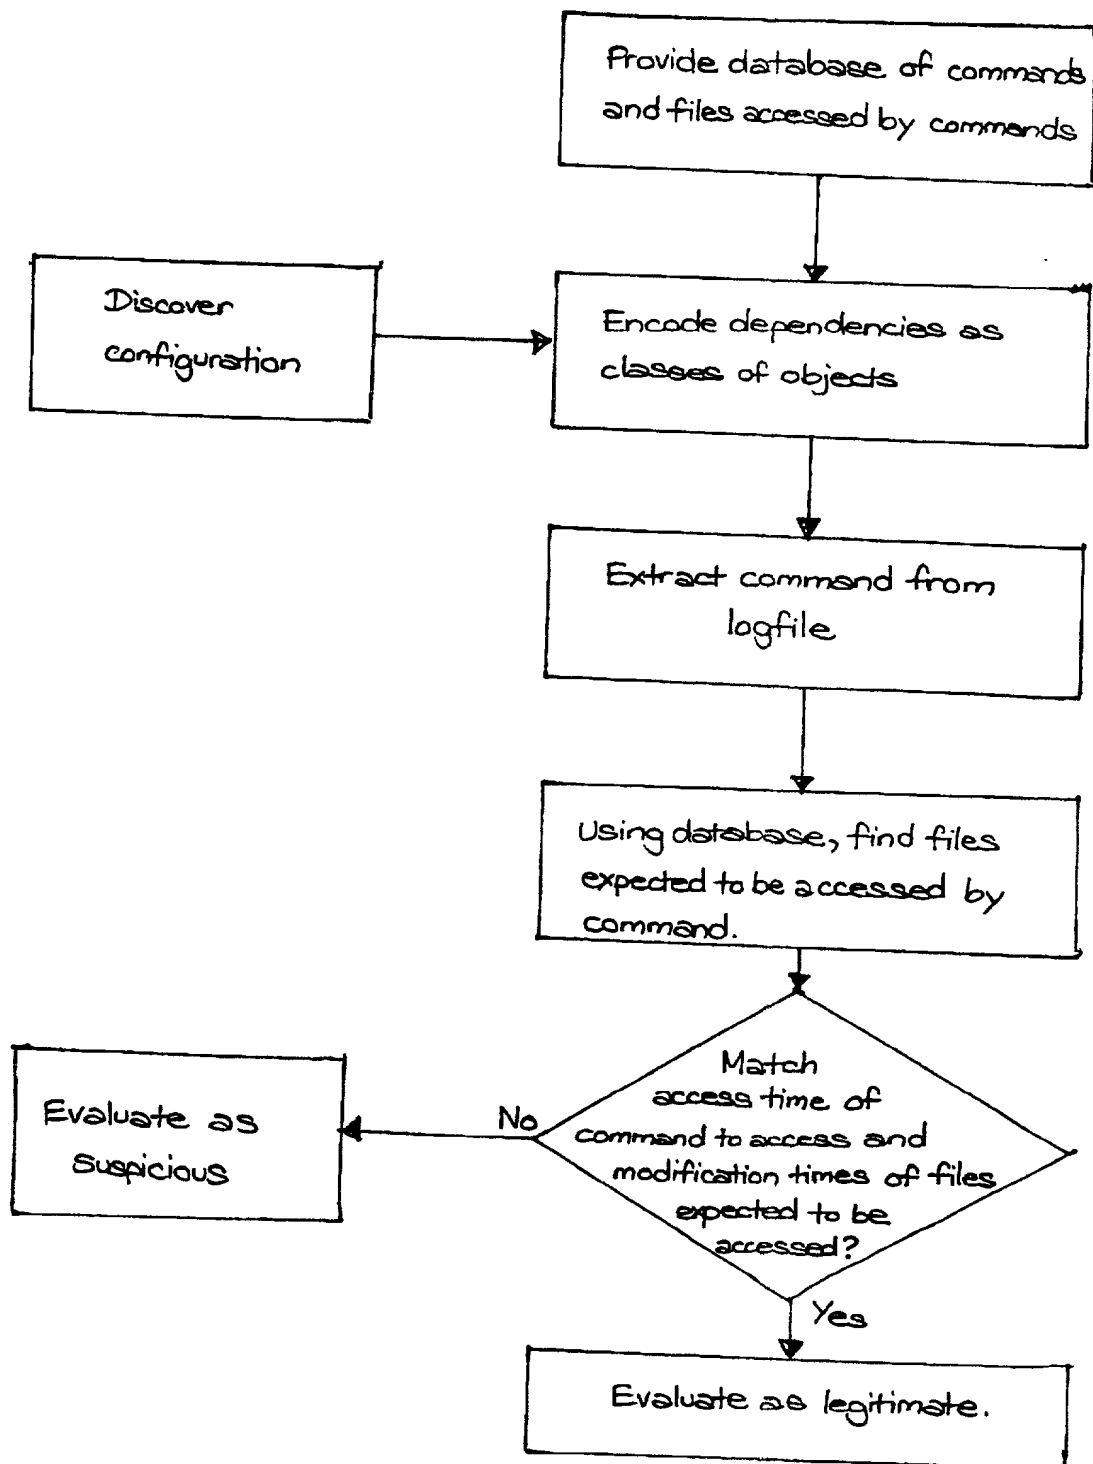 Provide database of commands
and files accessed by commands
Discover
configuration
Encode dependencies as
classes of objects
Extract command from
logfile
Using database, find files
expected to be accessed by
command.
Match
access time of
command to access and
modification times of files
expected to be
accessed?
No
Evaluate as
suspicious
Yes
Evaluate as legitimate.